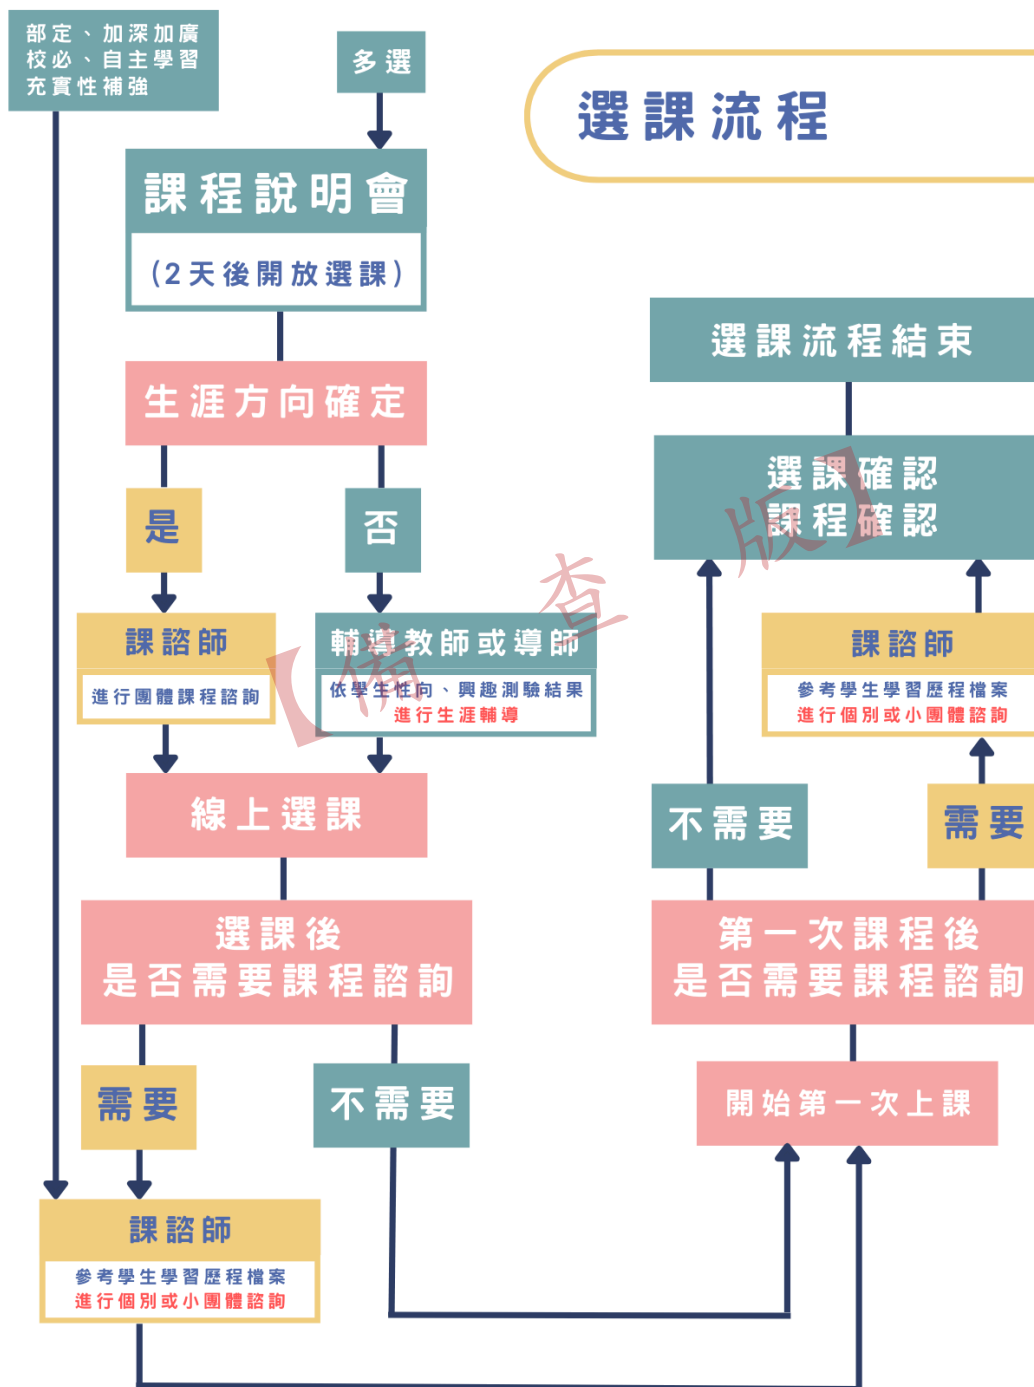 部定、加深加廣
校必、自主學習
充實性補強
多選
選課流程
課程說明會
(2天後開放選課)
生涯方向確定
是
否
課諮師
進行團體課程諮詢
輔導教師或導師
依學生性向、興趣測驗結果
進行生涯輔導
線上選課
選課後
是否需要課程諮詢
需要
不需要
課諮師
參考學生學習歷程檔案
進行個別或小團體諮詢
開始第一次上課
第一次課程後
是否需要課程諮詢
不需要
需要
課諮師
參考學生學習歷程檔案
進行個別或小團體諮詢
選課確認
課程確認
選課流程結束
【備查版】